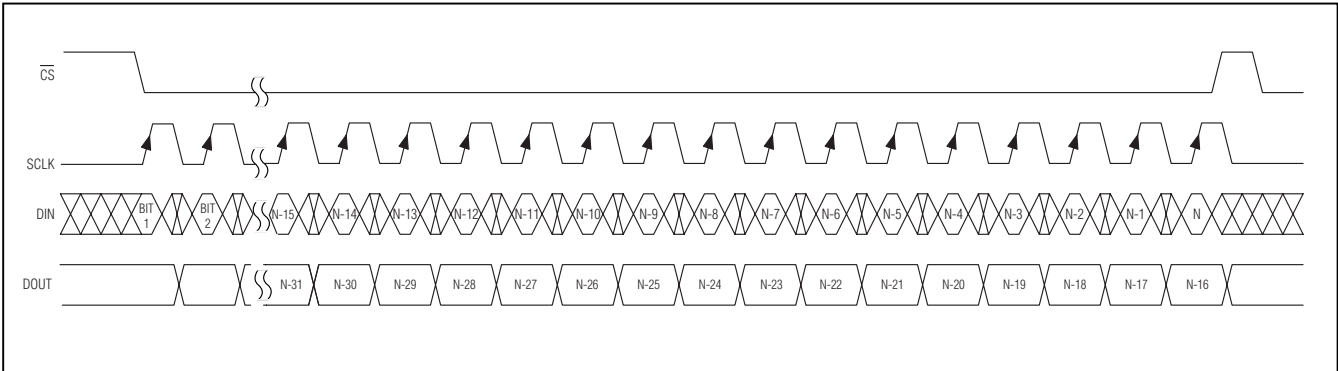 CS
SCLK
DIN BIT 1 BIT 2 N-15 N-14 N-13 N-12 N-11 N-10 N-9 N-8 N-7 N-6 N-5 N-4 N-3 N-2 N-1 N
DOUT N-31 N-30 N-29 N-28 N-27 N-26 N-25 N-24 N-23 N-22 N-21 N-20 N-19 N-18 N-17 N-16